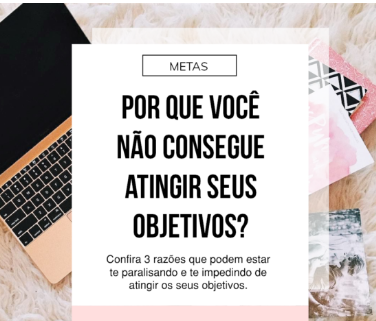 METAS
POR QUE VOCÊ
NÃO CONSEGUE
ATINGIR SEUS
OBJETIVOS?
Confira 3 razões que podem estar
te paralisando e te impedindo de
atingir os seus objetivos.